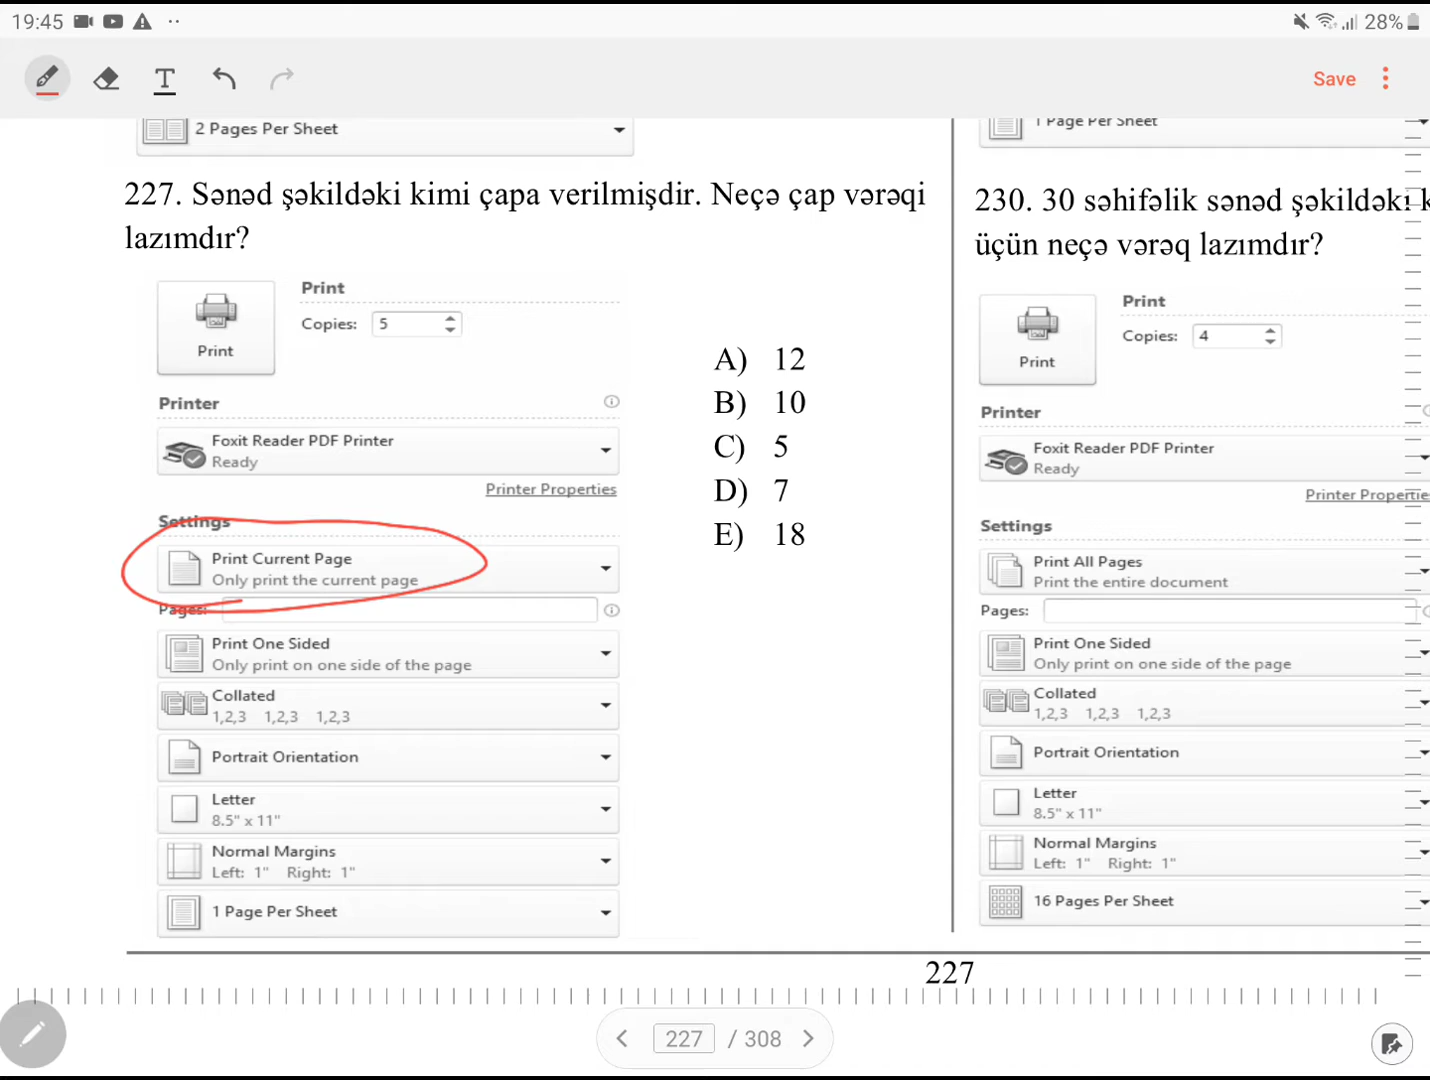 19:45
28%
T
Save
2 Pages Per Sheet
227. Sənəd şəkildəki kimi çapa verilmişdir. Neçə çap vərəqi
lazımdır?
Print
Copies: 5
Print
Printer
Foxit Reader PDF Printer
Ready
Printer Properties
Settings
Print Current Page
Only print the current page
Pages:
Print One Sided
Only print on one side of the page
Collated
1,2,3 1,2,3 1,2,3
Portrait Orientation
Letter
8.5" x 11"
Normal Margins
Left: 1" Right: 1"
1 Page Per Sheet
A) 12
B) 10
C) 5
D) 7
E) 18
1 Page Per Sheet
230. 30 səhifəlik sənəd şəkildəki
üçün neçə vərəq lazımdır?
Print
Copies: 4
Print
Printer
Foxit Reader PDF Printer
Ready
Printer Propertie
Settings
Print All Pages
Print the entire document
Pages:
Print One Sided
Only print on one side of the page
Collated
1,2,3 1,2,3 1,2,3
Portrait Orientation
Letter
8.5" x 11"
Normal Margins
Left: 1" Right: 1"
16 Pages Per Sheet
227
227 / 308